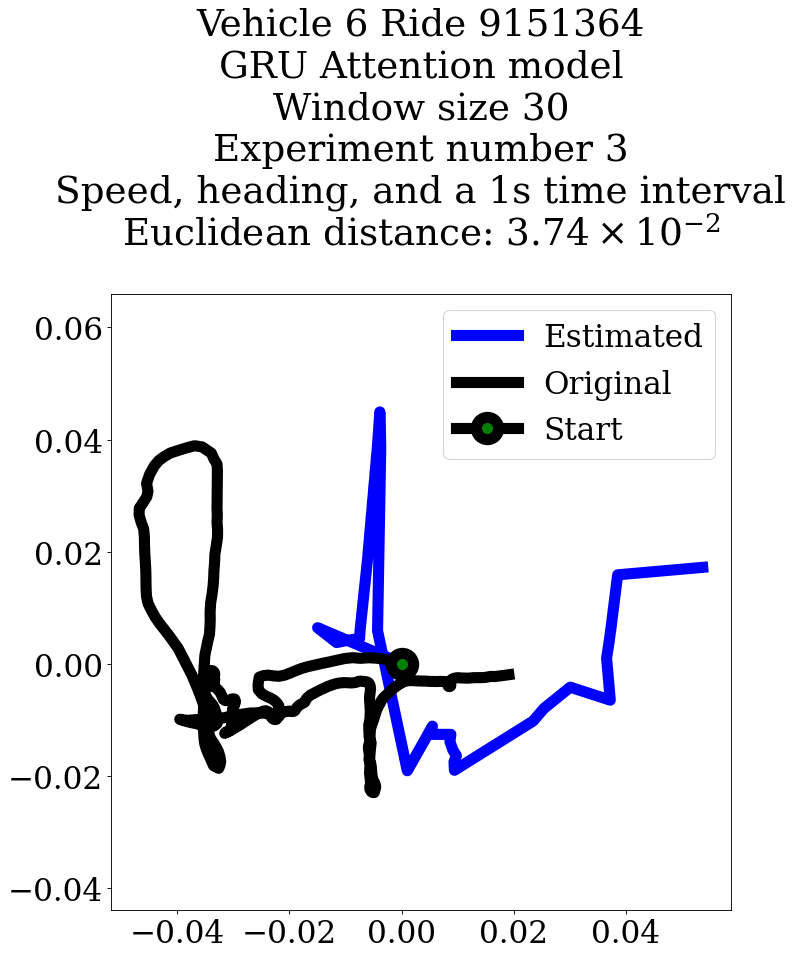 Vehicle 6 Ride 9151364
GRU Attention model
Window size 30
Experiment number 3
Speed, heading, and a 1s time interval
Euclidean distance: 3.74 × 10⁻²
Estimated
Original
Start
0.06
0.04
0.02
0.00
−0.02
−0.04
−0.04 −0.02 0.00 0.02 0.04